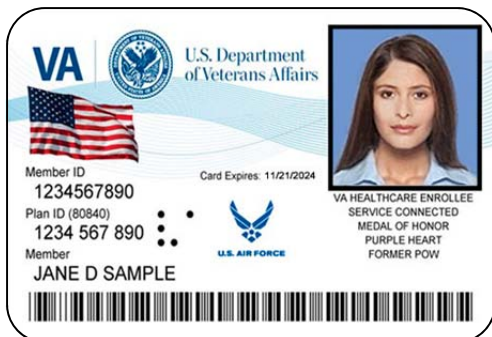 VA
U.S. Department
of Veterans Affairs
Member ID
1234567890
Card Expires: 11/21/2024
Plan ID (80840)
1234 567 890
Member
JANE D SAMPLE
U.S. AIR FORCE
VA HEALTHCARE ENROLLEE
SERVICE CONNECTED
MEDAL OF HONOR
PURPLE HEART
FORMER POW